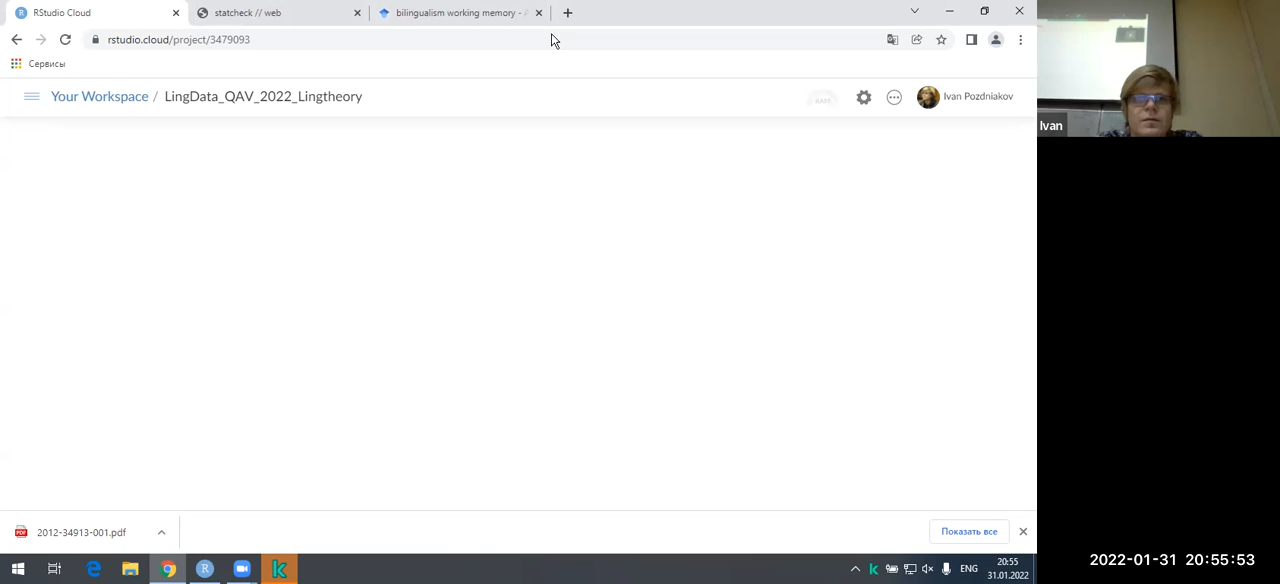 RStudio Cloud
statcheck // web
bilingualism working memory -
rstudio.cloud/project/3479093
Сервисы
Your Workspace / LingData_QAV_2022_Lingtheory
Ivan Pozdniakov
Ivan
2012-34913-001.pdf
Показать все
ENG
20:55
31.01.2022
2022-01-31 20:55:53